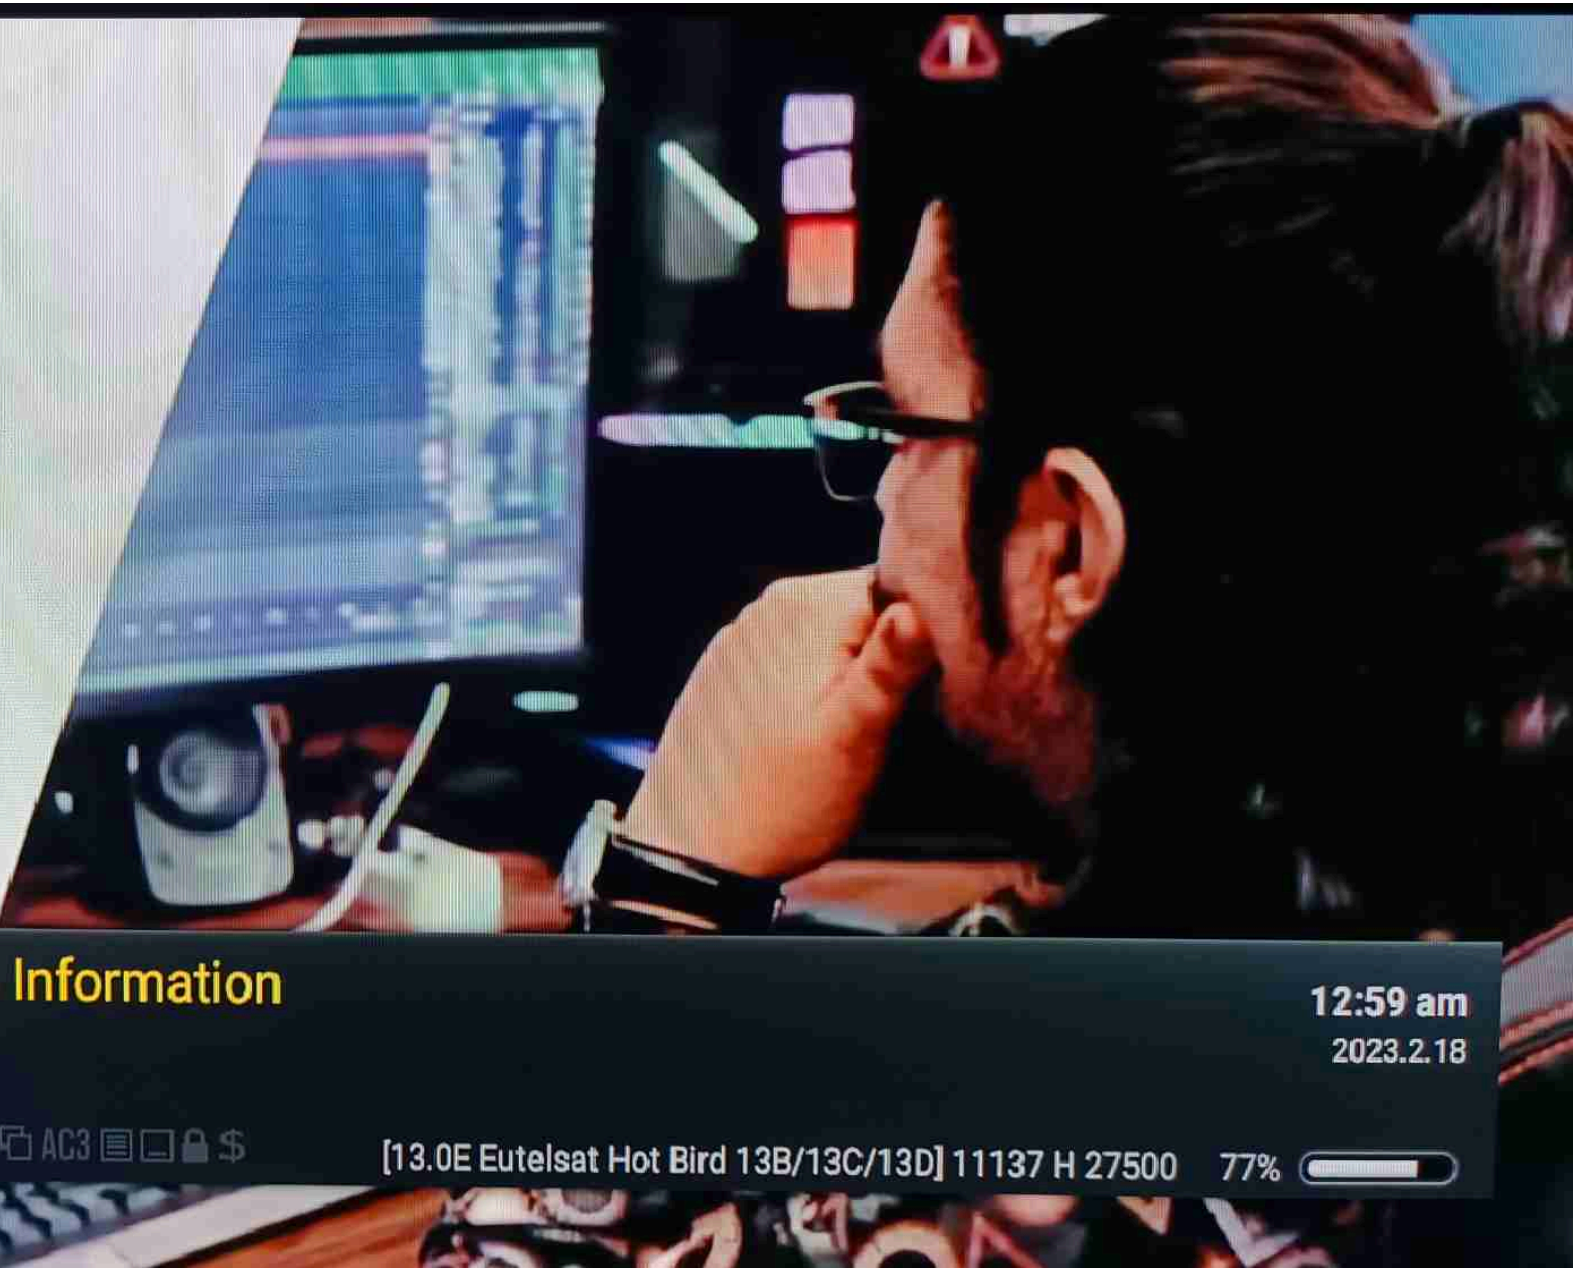 Information
12:59 am
2023.2.18
AC3 $
[13.0E Eutelsat Hot Bird 13B/13C/13D] 11137 H 27500 77%